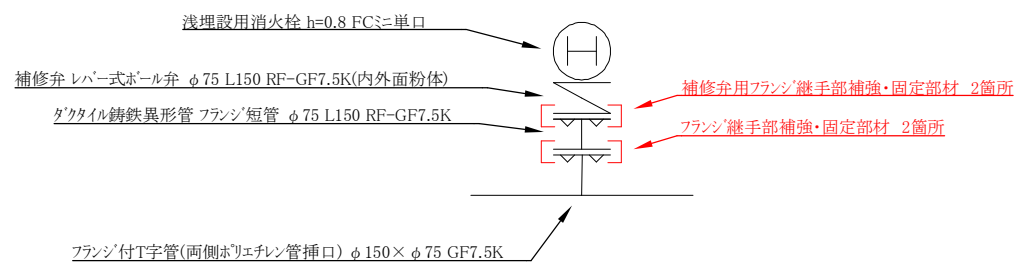 浅埋設用消火栓 h=0.8 FCﾐﾆ単口
H
補修弁 ﾚﾊﾞｰ式ﾎﾞｰﾙ弁 φ75 L150 RF-GF7.5K(内外面粉体)
補修弁用ﾌﾗﾝｼﾞ継手部補強・固定部材 2箇所
ﾀﾞｸﾀｲﾙ鋳鉄異形管 ﾌﾗﾝｼﾞ短管 φ75 L150 RF-GF7.5K
ﾌﾗﾝｼﾞ継手部補強・固定部材 2箇所
ﾌﾗﾝｼﾞ付T字管(両側ﾎﾟﾘｴﾁﾚﾝ管挿口) φ150×φ75 GF7.5K